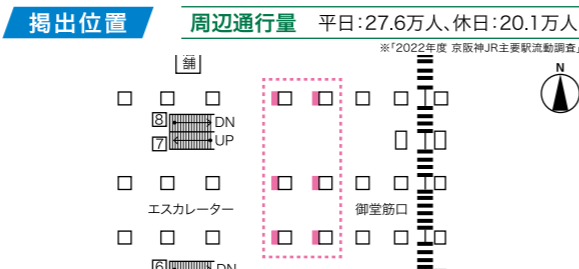 掲出位置 周辺通行量 平日：27.6万人、休日：20.1万人
※「2022年度 京阪神JR主要駅流動調査」
舗
N
8 DN
7 UP
エスカレーター 御堂筋口
6 DN